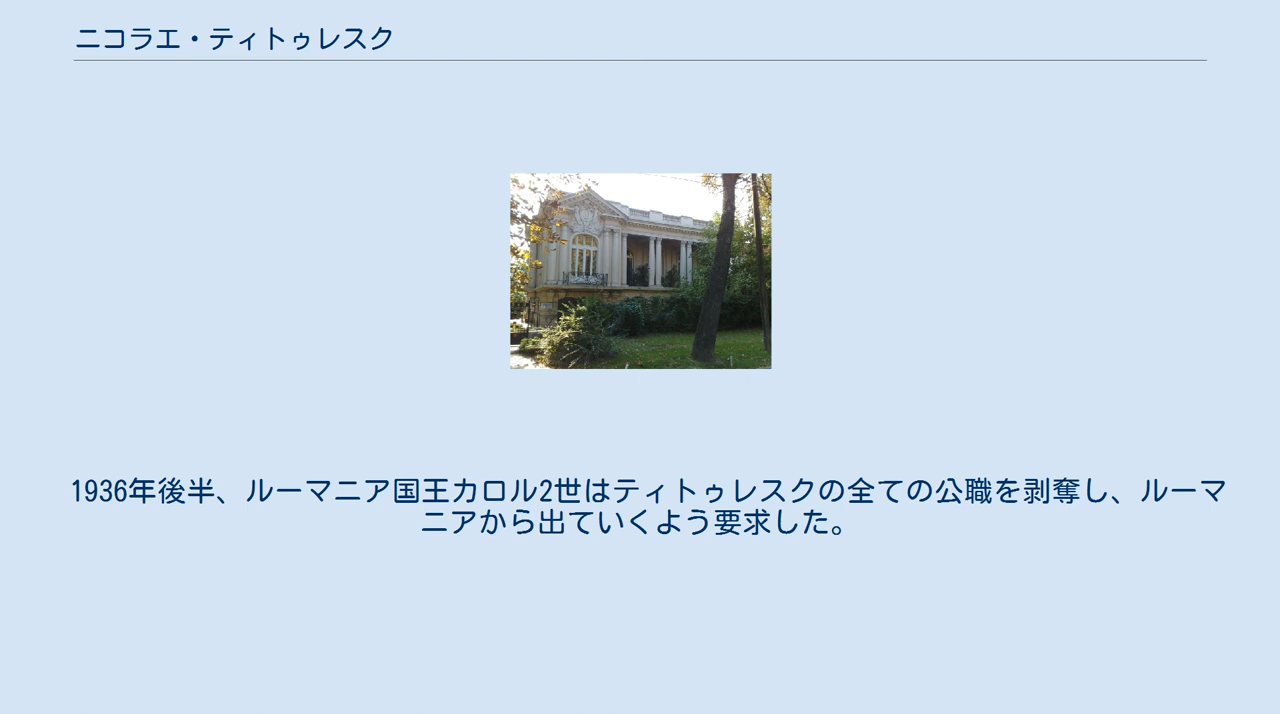 ニコラエ・ティトゥレスク
1936年後半、ルーマニア国王カロル2世はティトゥレスクの全ての公職を剥奪し、ルーマ
ニアから出ていくよう要求した。